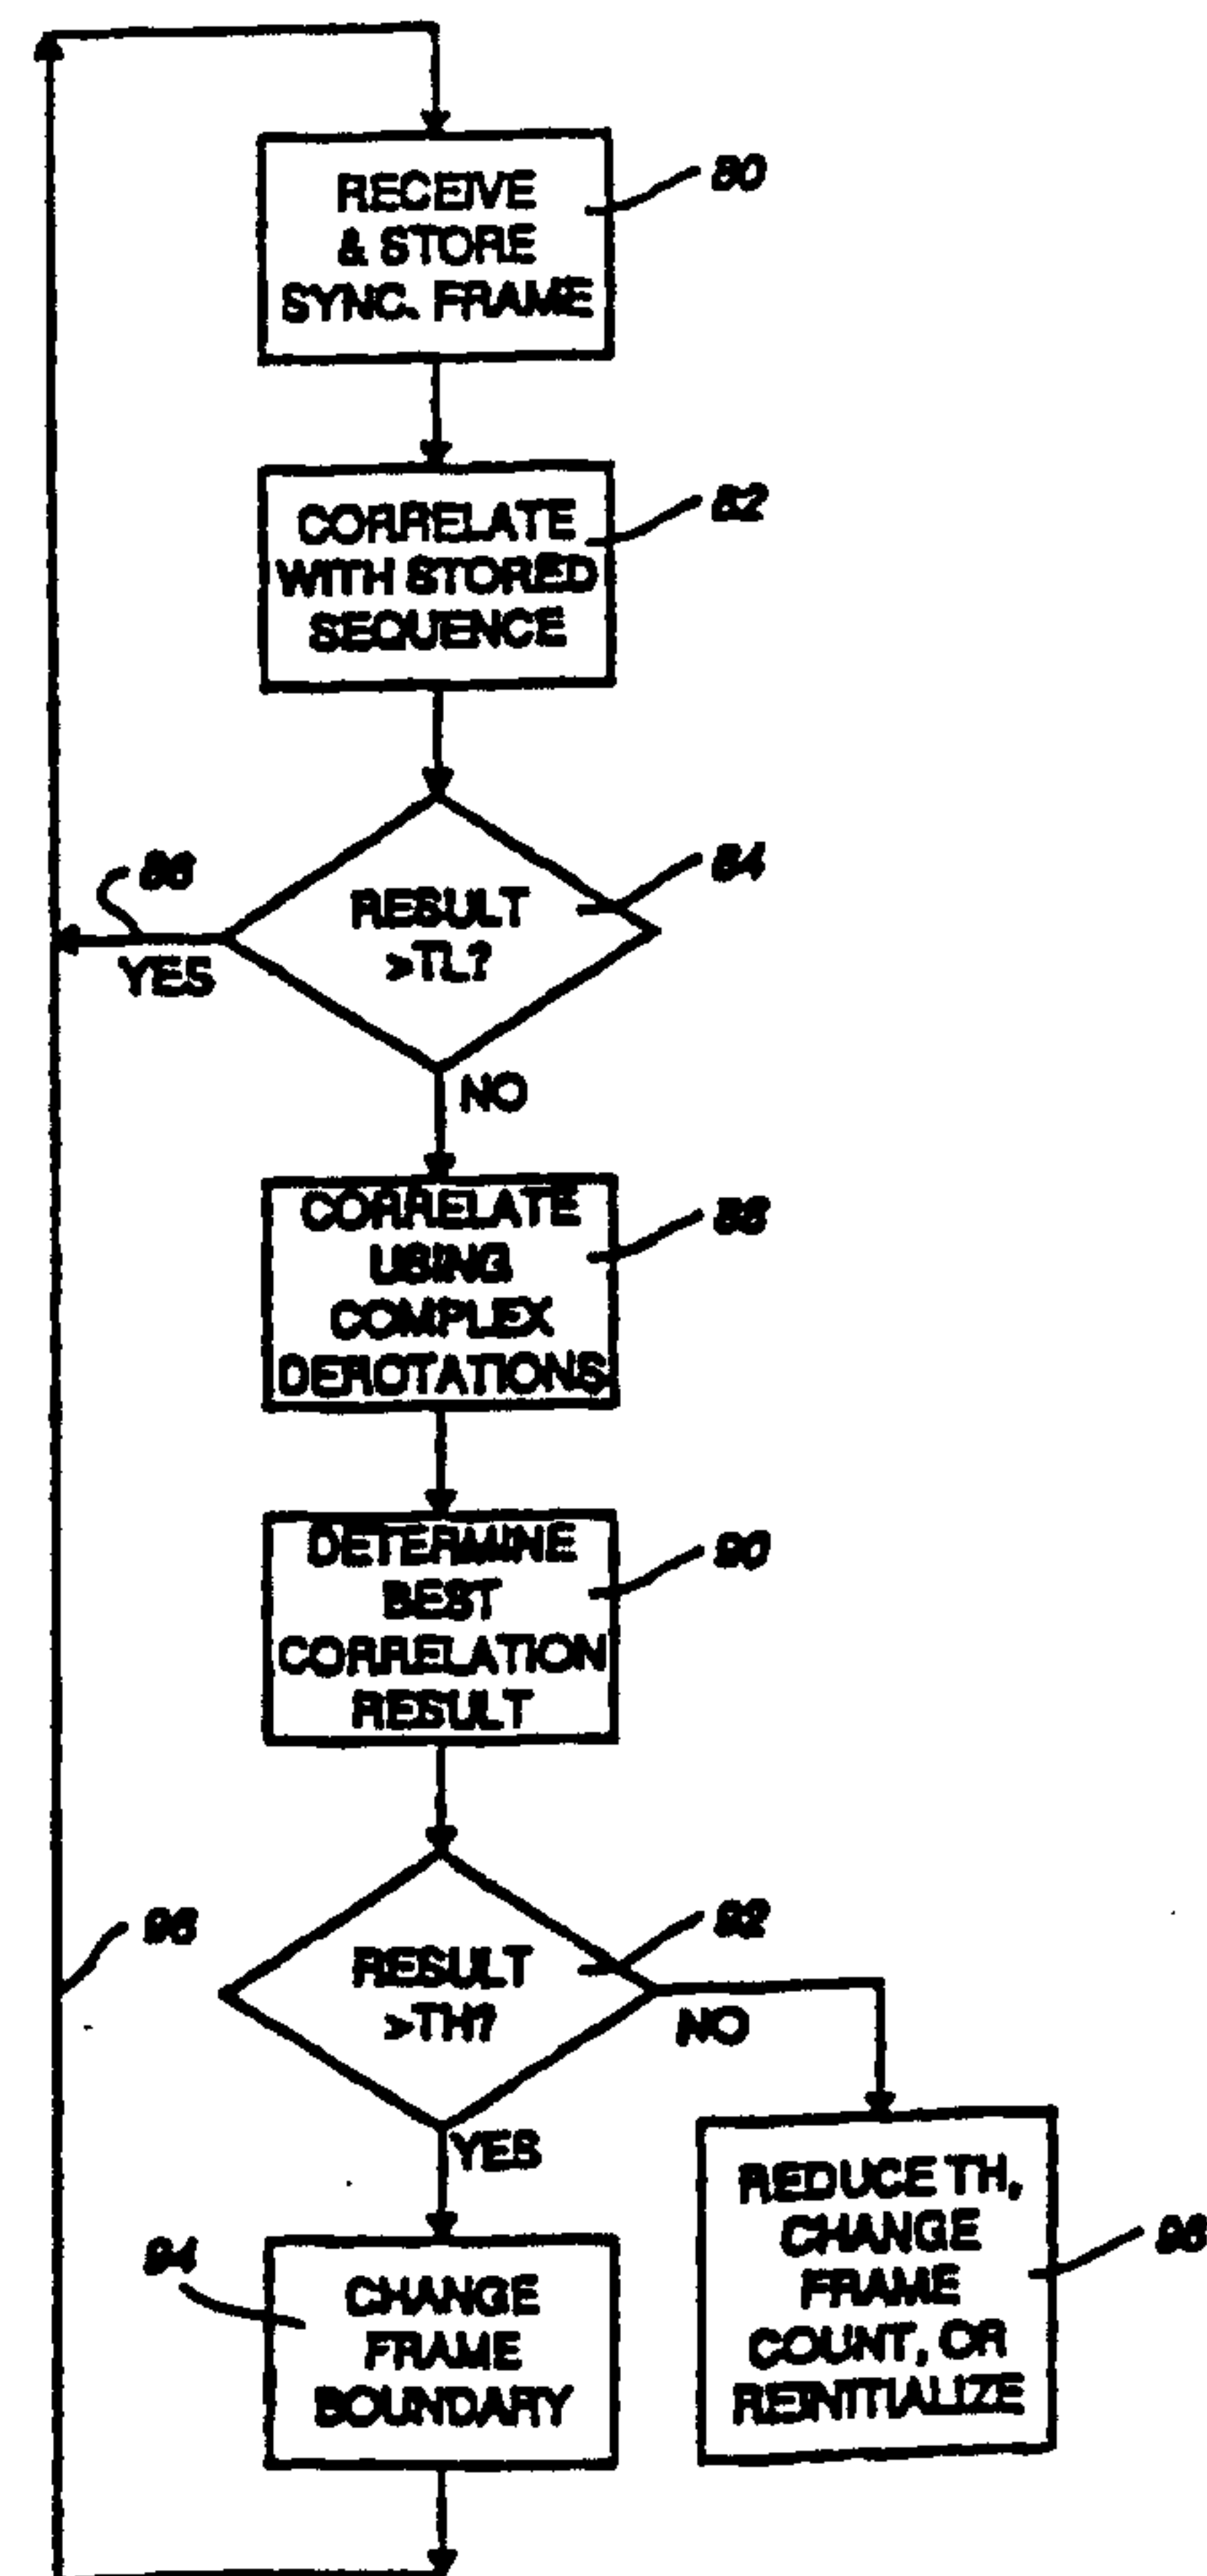 RECEIVE
& STORE
SYNC. FRAME
80
CORRELATE
WITH STORED
SEQUENCE
82
RESULT
>TL?
84
86
YES
NO
CORRELATE
USING
COMPLEX
DEROTATIONS
88
DETERMINE
BEST
CORRELATION
RESULT
90
RESULT
>TH?
92
96
NO
YES
CHANGE
FRAME
BOUNDARY
94
REDUCE TH,
CHANGE
FRAME
COUNT, OR
REINITIALIZE